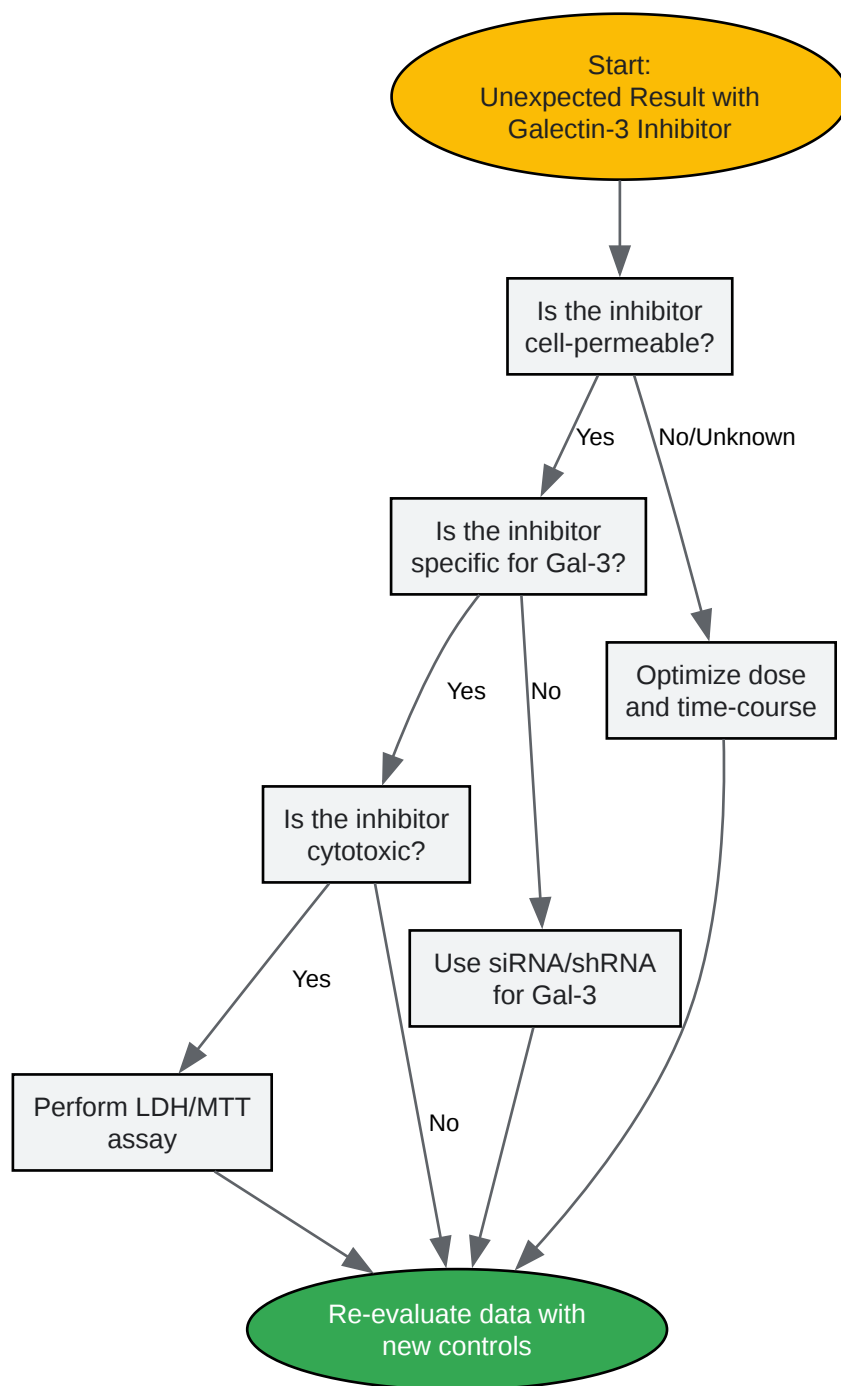 Start:
Unexpected Result with
Galectin-3 Inhibitor
Is the inhibitor
cell-permeable?
Yes
No/Unknown
Is the inhibitor
specific for Gal-3?
Optimize dose
and time-course
Yes
No
Is the inhibitor
cytotoxic?
Use siRNA/shRNA
for Gal-3
Yes
No
Perform LDH/MTT
assay
Re-evaluate data with
new controls